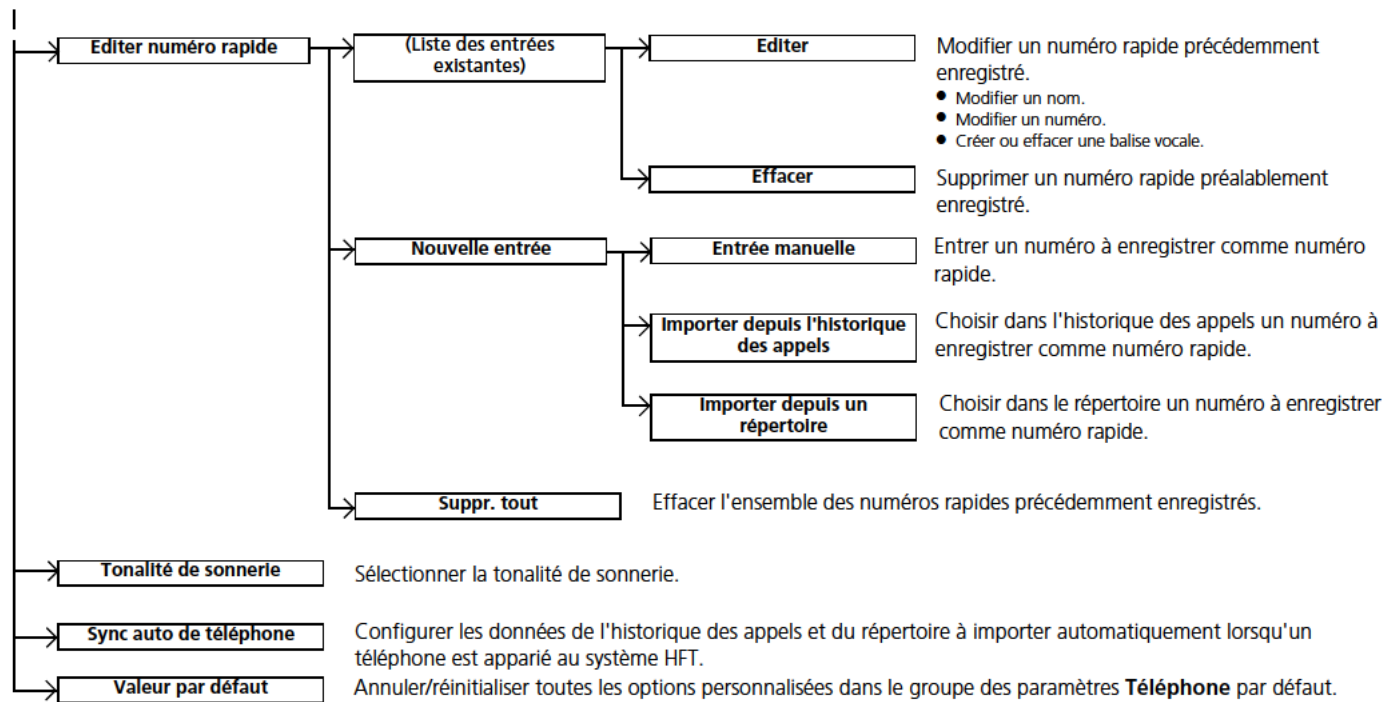 Editer numéro rapide
(Liste des entrées
existantes)
Editer
Modifier un numéro rapide précédemment
enregistré.
● Modifier un nom.
● Modifier un numéro.
● Créer ou effacer une balise vocale.
Effacer
Supprimer un numéro rapide préalablement
enregistré.
Nouvelle entrée
Entrée manuelle
Entrer un numéro à enregistrer comme numéro
rapide.
Importer depuis l'historique
des appels
Choisir dans l'historique des appels un numéro à
enregistrer comme numéro rapide.
Importer depuis un
répertoire
Choisir dans le répertoire un numéro à enregistrer
comme numéro rapide.
Suppr. tout
Effacer l'ensemble des numéros rapides précédemment enregistrés.
Tonalité de sonnerie
Sélectionner la tonalité de sonnerie.
Sync auto de téléphone
Configurer les données de l'historique des appels et du répertoire à importer automatiquement lorsqu'un
téléphone est apparié au système HFT.
Valeur par défaut
Annuler/réinitialiser toutes les options personnalisées dans le groupe des paramètres Téléphone par défaut.